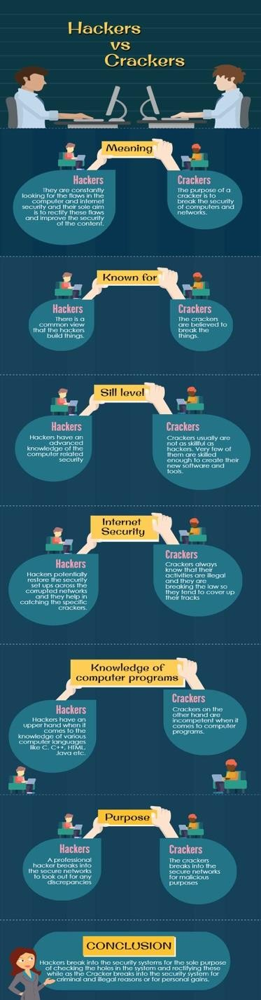 Hackers
vs
Crackers
Meaning
Hackers
They are constantly
looking for the flaws in the
computer and internet
security and their sole aim
is to rectify these flaws
and improve the security
of the content.
Crackers
The purpose of a
cracker is to
break the security
of computers and
networks.
Known for
Hackers
There is a
common view
that the hackers
build things.
Crackers
The crackers
are believed to
break the
things.
Sill level
Hackers
Hackers have an
advanced
knowledge of the
computer related
security
Crackers
Crackers usually are
not as skillful as
hackers. Very few of
them are skilled
enough to create their
new software and
tools.
Internet
Security
Hackers
Hackers potentially
restore the security
set ups across the
corrupted networks
and they help in
catching the specific
crackers.
Crackers
Crackers always
know that their
activities are illegal
and they are
breaking the law so
they tend to cover up
their tracks
Knowledge of
computer programs
Hackers
Hackers have an
upper hand when it
comes to the
knowledge of various
computer languages
like C. C++, HTML,
Java etc.
Crackers
Crackers on the
other hand are
incompetent when it
comes to computer
programs.
Purpose
Hackers
A professional
hacker breaks into
the secure networks
to look out for any
discrepancies
Crackers
The crackers
breaks into the
secure networks
for malicious
purposes
CONCLUSION
Hackers break into the security systems for the sole purpose
of checking the holes in the system and rectifying these
while as the Cracker breaks into the security system for
criminal and illegal reasons or for personal gains.